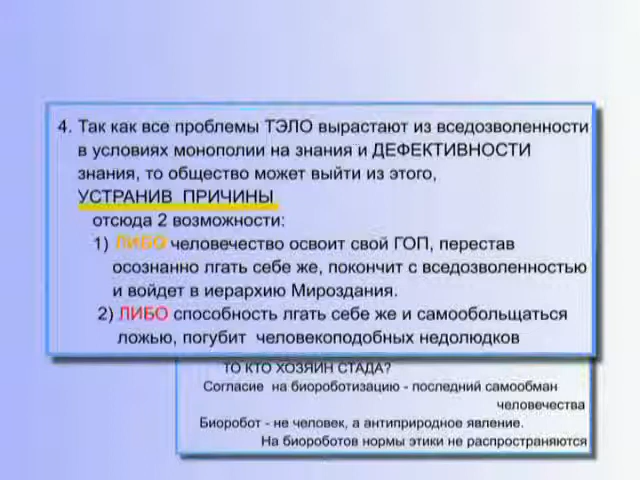 4. Так как все проблемы ТЭЛО вырастают из вседозволенности
в условиях монополии на знания и ДЕФЕКТИВНОСТИ
знания, то общество может выйти из этого,
УСТРАНИВ ПРИЧИНЫ
отсюда 2 возможности:
1) ЛИБО человечество освоит свой ГОП, перестав
осознанно лгать себе же, покончит с вседозволенностью
и войдет в иерархию Мироздания.
2) ЛИБО способность лгать себе же и самообольщаться
ложью, погубит человекоподобных недолюдков
ТО КТО ХОЗЯИН СТАДА?
Согласие на биороботизацию - последний самообман
человечества
Биоробот - не человек, а антиприродное явление.
На биороботов нормы этики не распространяются